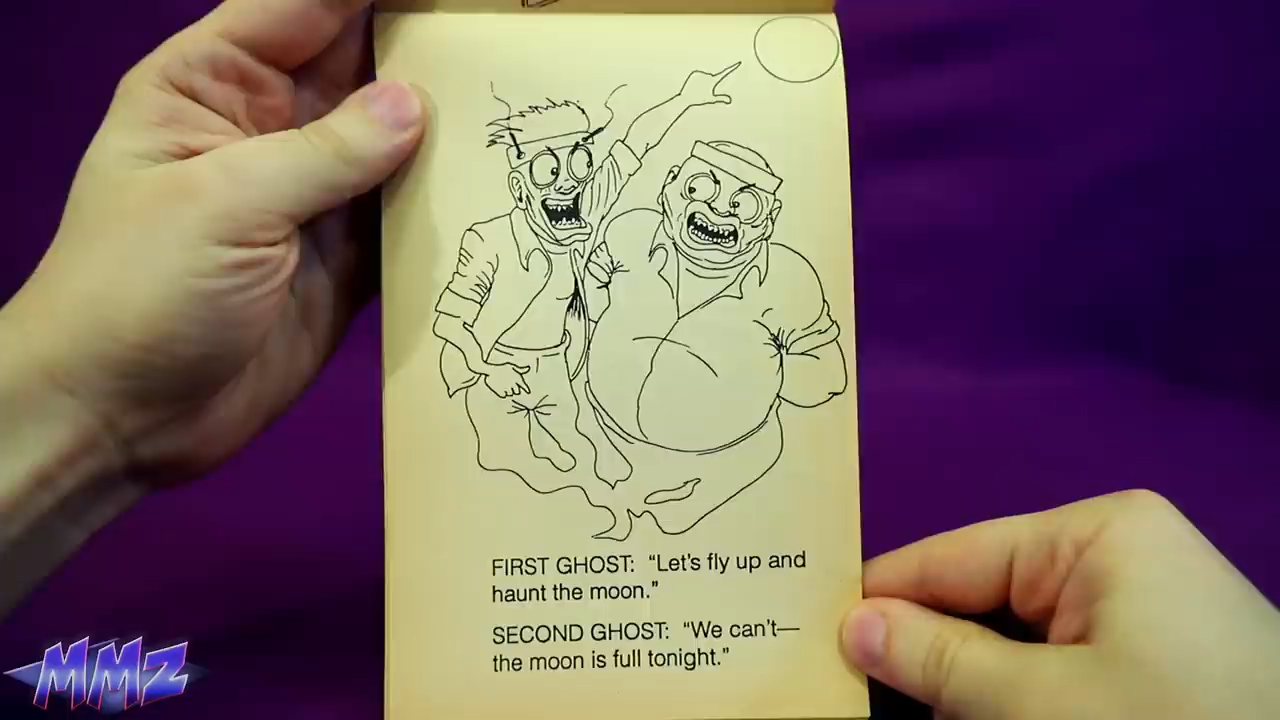 FIRST GHOST: “Let’s fly up and
haunt the moon.”
SECOND GHOST: “We can’t—
the moon is full tonight.”
MMZ